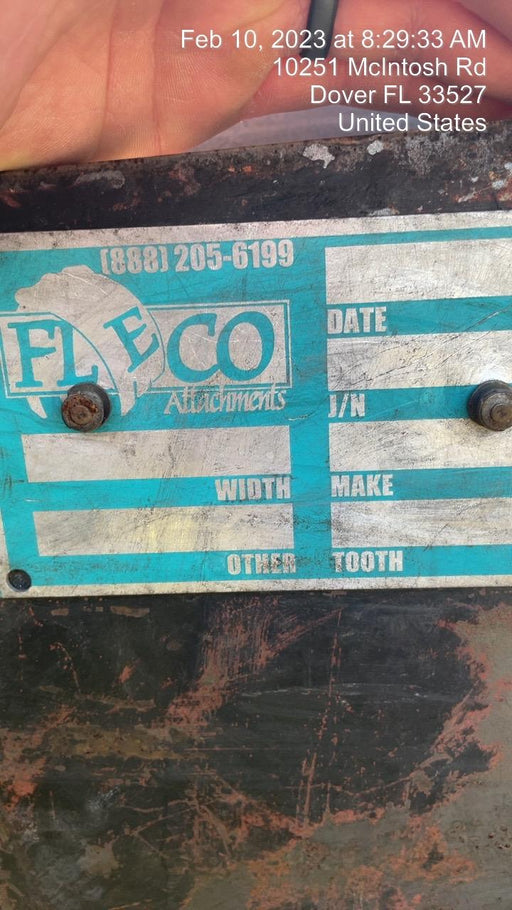 Feb 10, 2023 at 8:29:33 AM
10251 McIntosh Rd
Dover FL 33527
United States
(888) 205-6199
FLECO
Attachments
WIDTH
OTHER
DATE
J/N
MAKE
TOOTH